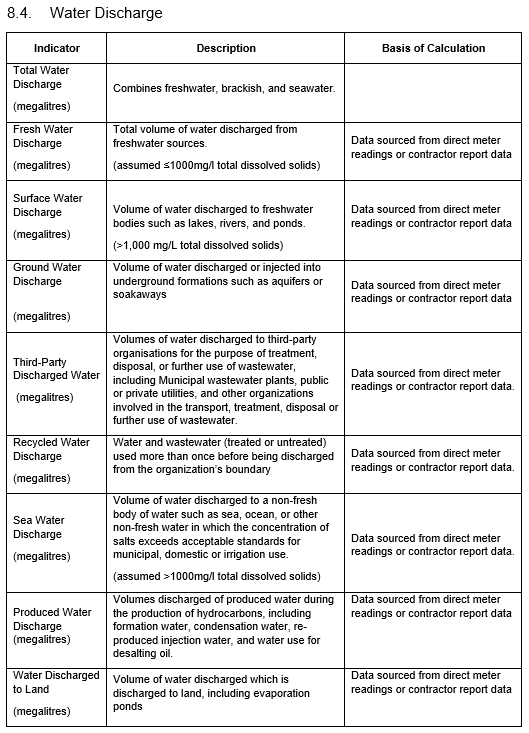 8.4. Water Discharge
Indicator
Description
Basis of Calculation
Total Water
Discharge
(megalitres)
Combines freshwater, brackish, and seawater.
Fresh Water
Discharge
(megalitres)
Total volume of water discharged from
freshwater sources.
(assumed ≤1000mg/l total dissolved solids)
Data sourced from direct meter
readings or contractor report data
Surface Water
Discharge
(megalitres)
Volume of water discharged to freshwater
bodies such as lakes, rivers, and ponds.
(>1,000 mg/L total dissolved solids)
Data sourced from direct meter
readings or contractor report data
Ground Water
Discharge
(megalitres)
Volume of water discharged or injected into
underground formations such as aquifers or
soakaways
Data sourced from direct meter
readings or contractor report data
Third-Party
Discharged Water
(megalitres)
Volumes of water discharged to third-party
organisations for the purpose of treatment,
disposal, or further use of wastewater,
including Municipal wastewater plants, public
or private utilities, and other organizations
involved in the transport, treatment, disposal or
further use of wastewater.
Data sourced from direct meter
readings or contractor report data.
Recycled Water
Discharge
(megalitres)
Water and wastewater (treated or untreated)
used more than once before being discharged
from the organization's boundary
Data sourced from direct meter
readings or contractor report data.
Sea Water
Discharge
(megalitres)
Volume of water discharged to a non-fresh
body of water such as sea, ocean, or other
non-fresh water in which the concentration of
salts exceeds acceptable standards for
municipal, domestic or irrigation use.
(assumed >1000mg/l total dissolved solids)
Data sourced from direct meter
readings or contractor report data.
Produced Water
Discharge
(megalitres)
Volumes discharged of produced water during
the production of hydrocarbons, including
formation water, condensation water, re-
produced injection water, and water use for
desalting oil.
Data sourced from direct meter
readings or contractor report data
Water Discharged
to Land
(megalitres)
Volume of water discharged which is
discharged to land, including evaporation
ponds
Data sourced from direct meter
readings or contractor report data